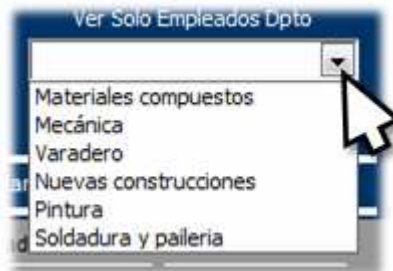 Ver Solo Empleados Dpto
Materiales compuestos
Mecánica
Varadero
Nuevas construcciones
Pintura
Soldadura y paileria